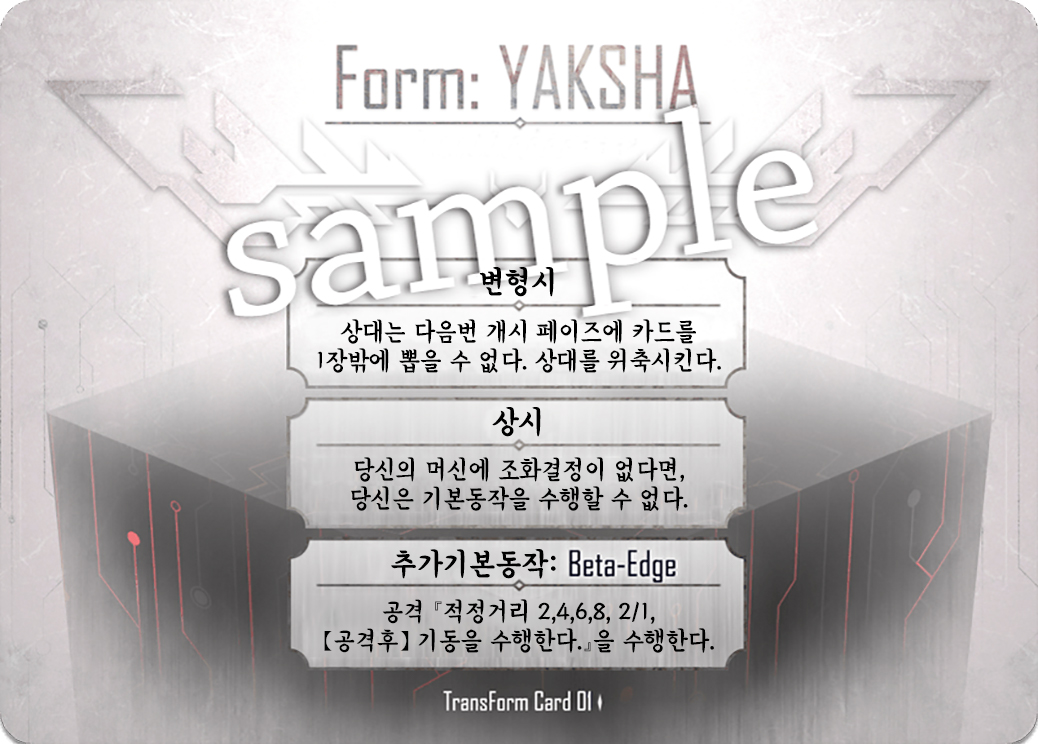 Form: YAKSHA
sample
변형시
상대는 다음번 개시 페이즈에 카드를
1장밖에 뽑을 수 없다. 상대를 위축시킨다.
상시
당신의 머신에 조화결정이 없다면,
당신은 기본동작을 수행할 수 없다.
추가기본동작: Beta-Edge
공격 『적정거리 2,4,6,8, 2/1,
【공격후】기동을 수행한다.』을 수행한다.
Transform Card 01